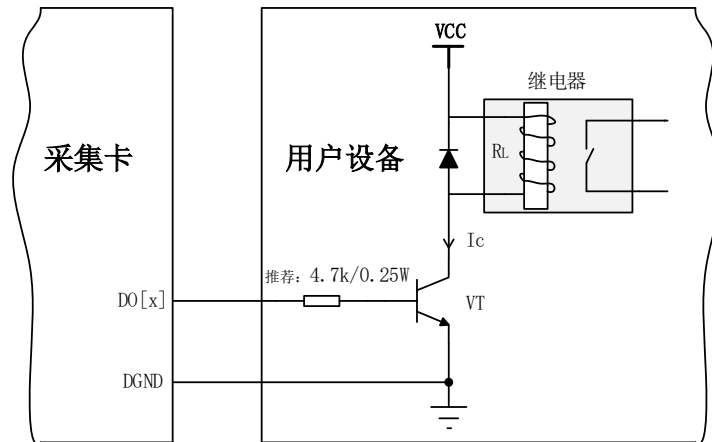 VCC
继电器
采集卡
用户设备
RL
Ic
推荐: 4.7k/0.25W
DO[x]
VT
DGND